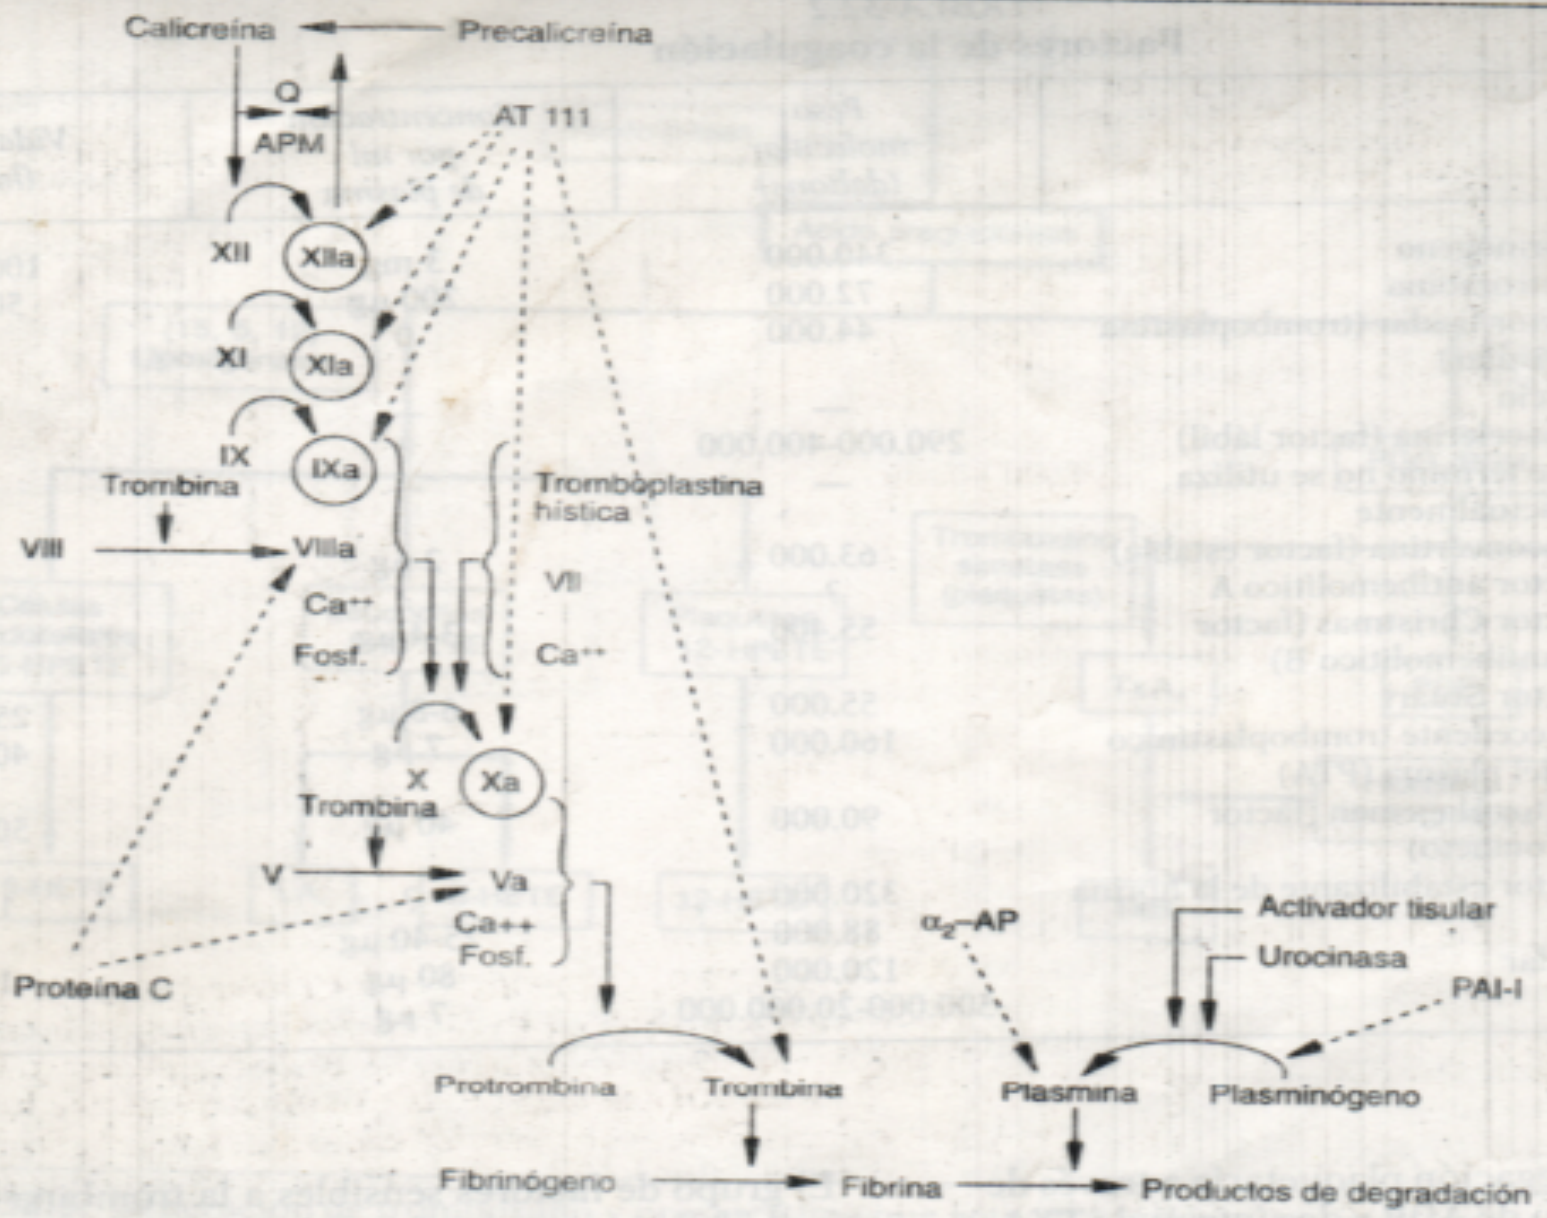 Calicreína
Precalicreína
Q
APM
AT 111
XII
XIIa
XI
XIa
IX
IXa
Trombina
VIII
VIIIa
Ca++
Fosf.
Tromboplastina
hística
VII
Ca++
X
Xa
Trombina
V
Va
Ca++
Fosf.
Proteína C
α2–AP
Activador tisular
Urocinasa
PAI-I
Protrombina
Trombina
Plasmina
Plasminógeno
Fibrinógeno
Fibrina
Productos de degradación